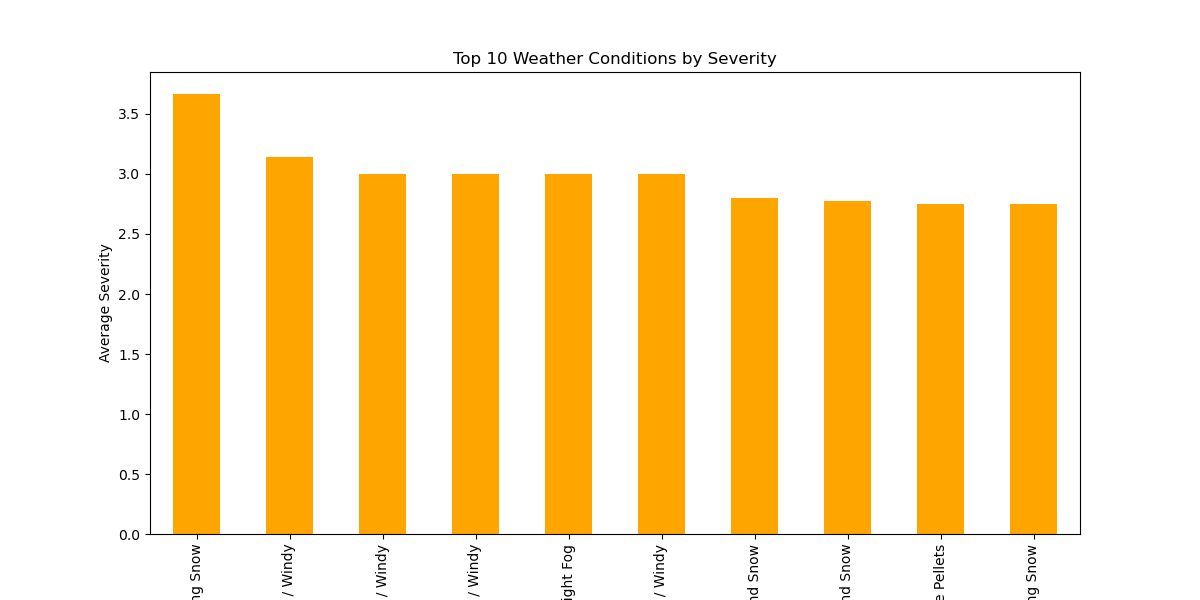 Top 10 Weather Conditions by Severity
Average Severity
3.5
3.0
2.5
2.0
1.5
1.0
0.5
0.0
ng Snow
/ Windy
/ Windy
/ Windy
ight Fog
/ Windy
nd Snow
nd Snow
e Pellets
ng Snow